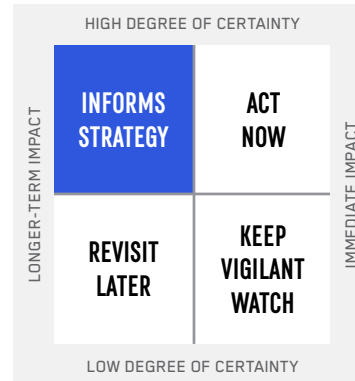 HIGH DEGREE OF CERTAINTY
LONGER-TERM IMPACT
INFORMS
STRATEGY
ACT
NOW
IMMEDIATE IMPACT
REVISIT
LATER
KEEP
VIGILANT
WATCH
LOW DEGREE OF CERTAINTY